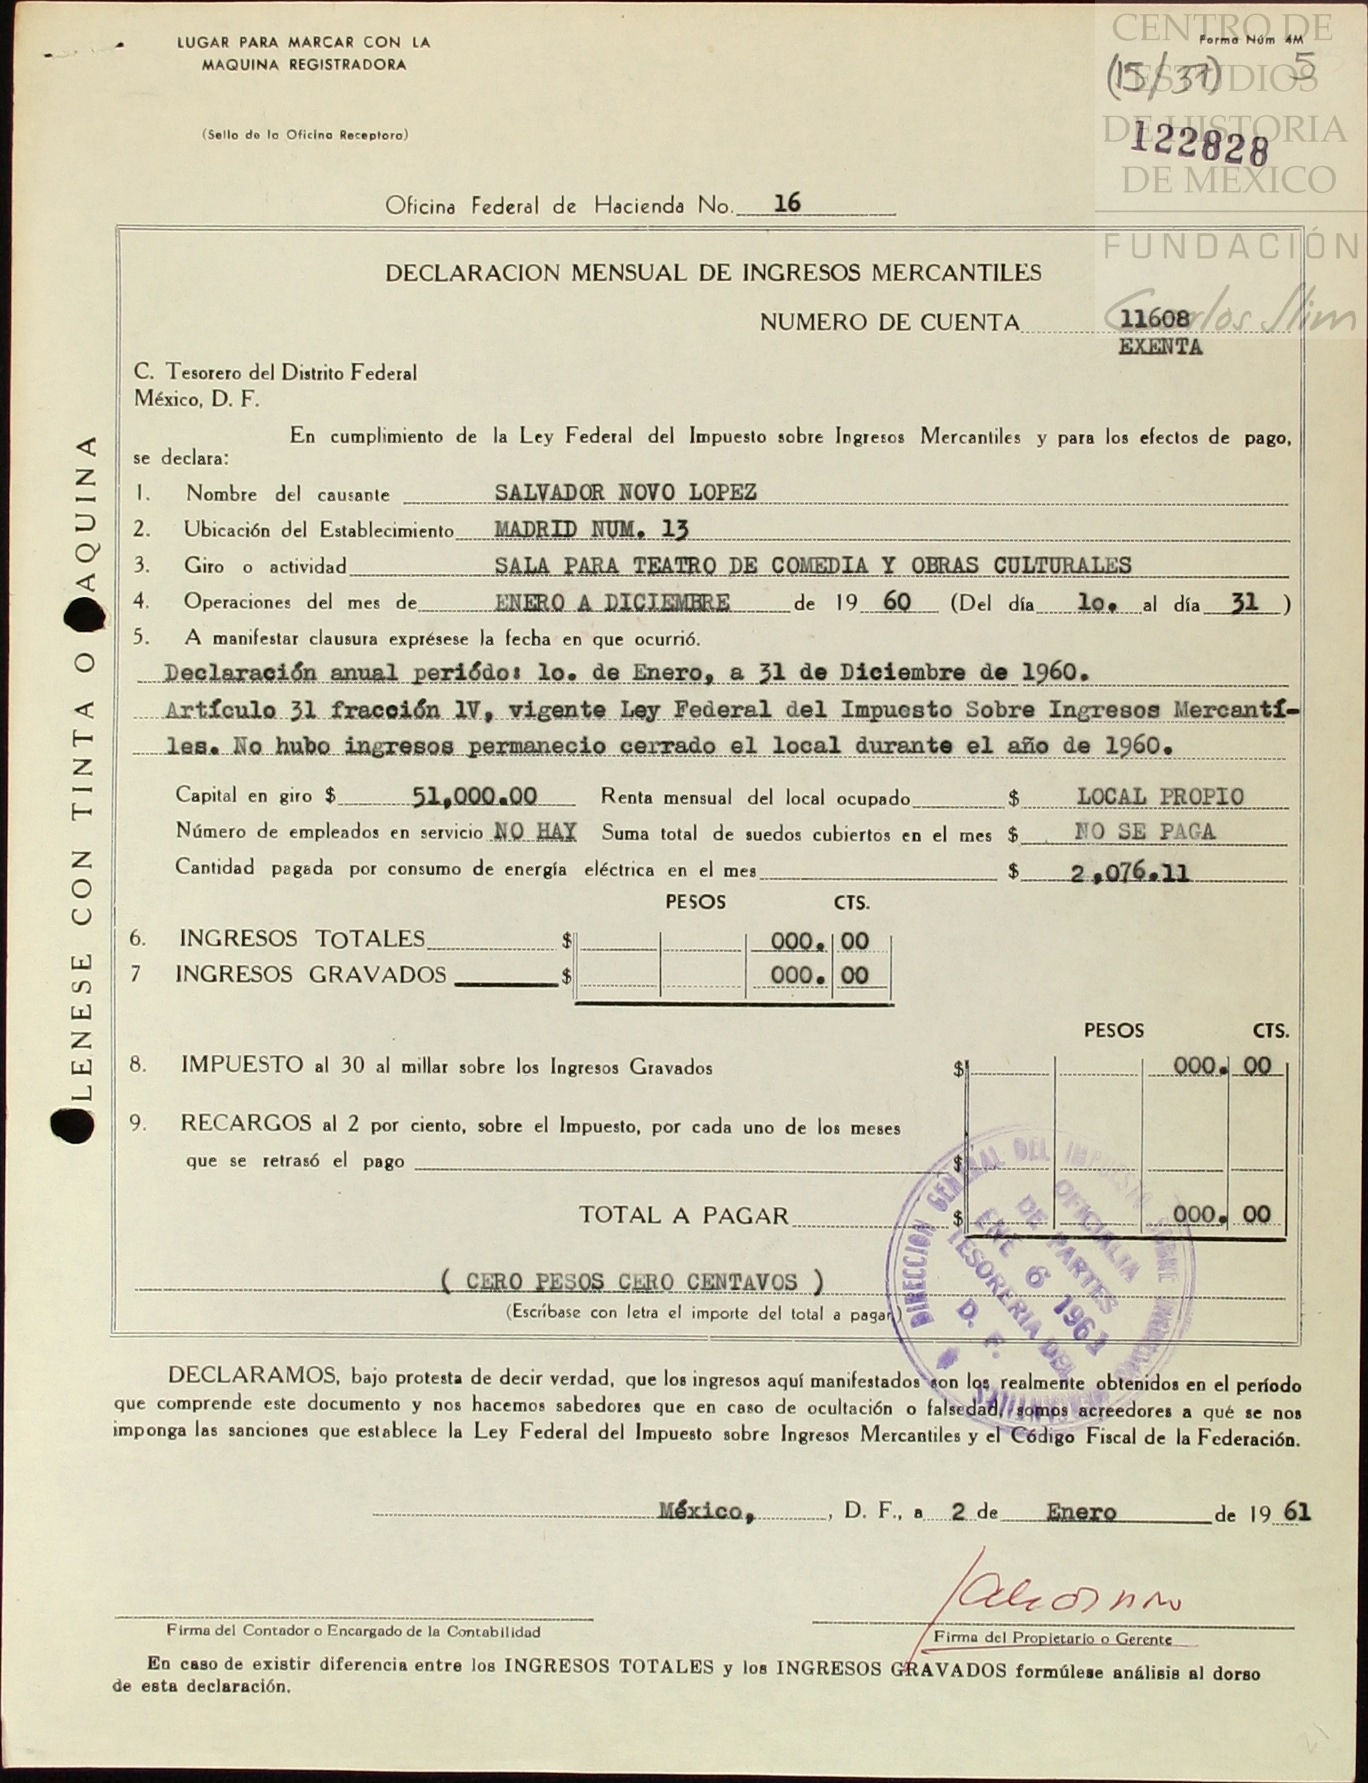 LUGAR PARA MARCAR CON LA
MAQUINA REGISTRADORA
(Sello de la Oficina Receptora)
Forma Núm 4M
(15/37) 5
122828
CENTRO DE
ESTUDIOS
DE HISTORIA
DE MÉXICO
FUNDACIÓN
Carlos Slim
Oficina Federal de Hacienda No. 16
DECLARACION MENSUAL DE INGRESOS MERCANTILES
NUMERO DE CUENTA 11608
EXENTA
C. Tesorero del Distrito Federal
México, D. F.
En cumplimiento de la Ley Federal del Impuesto sobre Ingresos Mercantiles y para los efectos de pago,
se declara:
1. Nombre del causante SALVADOR NOVO LOPEZ
2. Ubicación del Establecimiento MADRID NUM. 13
3. Giro o actividad SALA PARA TEATRO DE COMEDIA Y OBRAS CULTURALES
4. Operaciones del mes de ENERO A DICIEMBRE de 19 60 (Del día 1o. al día 31 )
5. A manifestar clausura exprésese la fecha en que ocurrió.
Declaración anual periódo: 1o. de Enero, a 31 de Diciembre de 1960.
Artículo 31 fracción 1V, vigente Ley Federal del Impuesto Sobre Ingresos Mercantí-
les. No hubo ingresos permanecio cerrado el local durante el año de 1960.
Capital en giro $ 51,000.00 Renta mensual del local ocupado $ LOCAL PROPIO
Número de empleados en servicio NO HAY Suma total de suedos cubiertos en el mes $ NO SE PAGA
Cantidad pagada por consumo de energía eléctrica en el mes $ 2,076.11
PESOS CTS.
6. INGRESOS TOTALES $ 000. 00
7 INGRESOS GRAVADOS $ 000. 00
PESOS CTS.
8. IMPUESTO al 30 al millar sobre los Ingresos Gravados $ 000. 00
9. RECARGOS al 2 por ciento, sobre el Impuesto, por cada uno de los meses
que se retrasó el pago $
TOTAL A PAGAR $ 000. 00
( CERO PESOS CERO CENTAVOS )
(Escríbase con letra el importe del total a pagar)
DIRECCION GENERAL DEL IMPUESTO SOBRE INGRESOS MERCANTILES
OFICIALIA
DE PARTES
ENE 6 1961
TESORERIA DEL
D. F.
DECLARAMOS, bajo protesta de decir verdad, que los ingresos aquí manifestados son los realmente obtenidos en el período
que comprende este documento y nos hacemos sabedores que en caso de ocultación o falsedad, somos acreedores a qué se nos
imponga las sanciones que establece la Ley Federal del Impuesto sobre Ingresos Mercantiles y el Código Fiscal de la Federación.
México, , D. F., a 2 de Enero de 19 61
Firma del Contador o Encargado de la Contabilidad
Firma del Propietario o Gerente
En caso de existir diferencia entre los INGRESOS TOTALES y los INGRESOS GRAVADOS formúlese análisis al dorso
de esta declaración.
LLENESE CON TINTA O MAQUINA